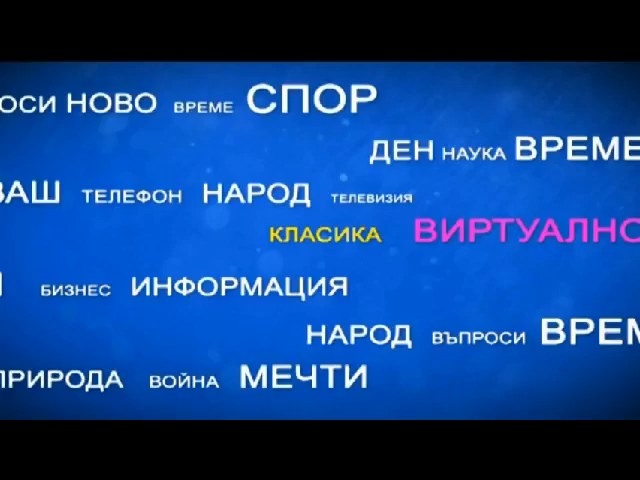 ОСИ НОВО ВРЕМЕ СПОР
ДЕН НАУКА ВРЕМЕ
ВАШ ТЕЛЕФОН НАРОД ТЕЛЕВИЗИЯ
КЛАСИКА ВИРТУАЛНО
БИЗНЕС ИНФОРМАЦИЯ
НАРОД ВЪПРОСИ ВРЕМ
ПРИРОДА ВОЙНА МЕЧТИ